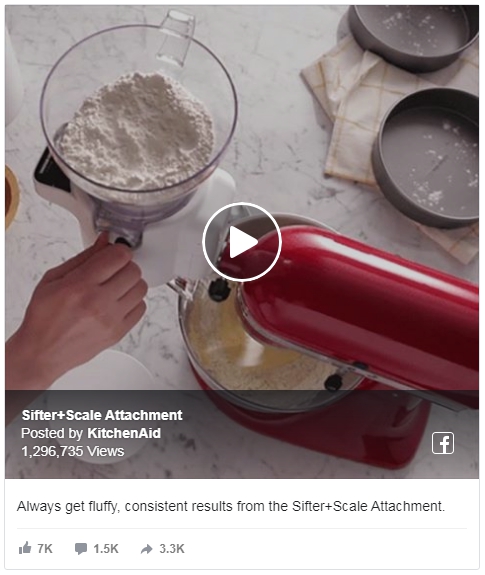 Sifter+Scale Attachment
Posted by KitchenAid
1,296,735 Views
Always get fluffy, consistent results from the Sifter+Scale Attachment.
7K 1.5K 3.3K